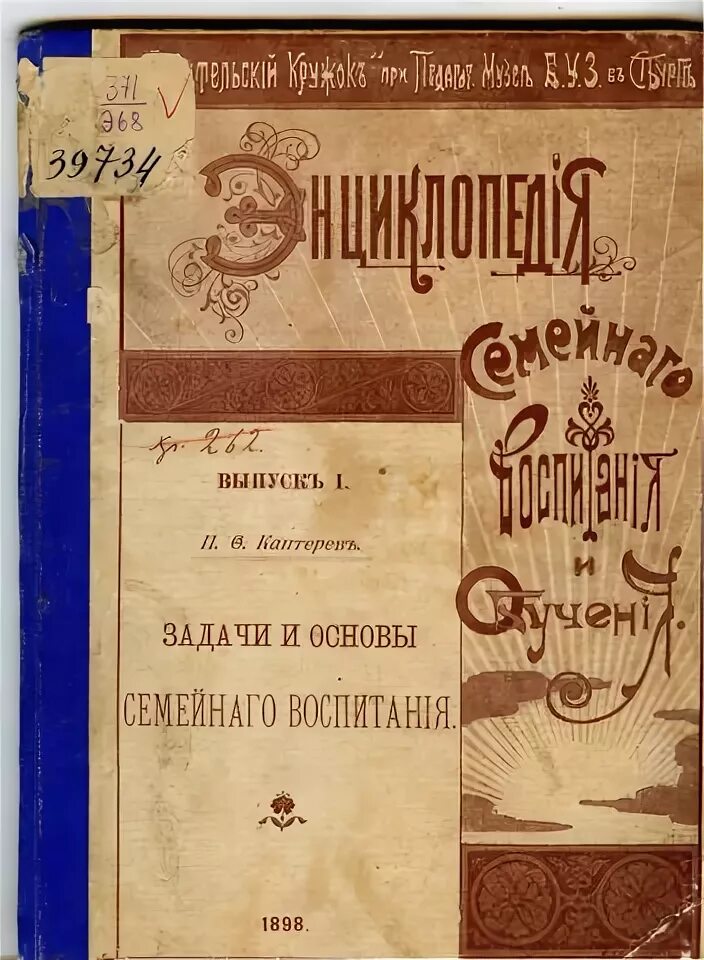 371
Э68
39734
Кружокъ" при Педагог. Музеѣ В.У.З. въ С.ПБургѣ
Энциклопедія
Семейнаго
Воспитанія
и
Обученія.
262.
ВЫПУСКЪ I.
П. Ѳ. Каптеревъ.
ЗАДАЧИ И ОСНОВЫ
СЕМЕЙНАГО ВОСПИТАНІЯ.
1898.